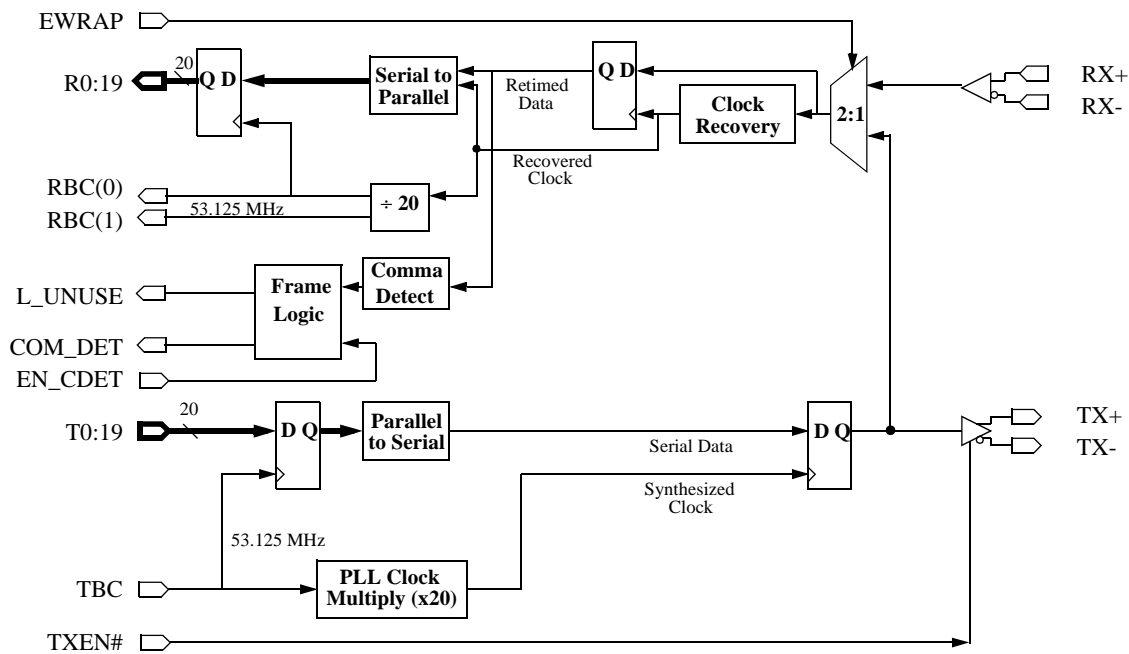 EWRAP
R0:19
20
Q D
Serial to
Parallel
Retimed
Data
Q D
Clock
Recovery
2:1
RX+
RX-
Recovered
Clock
RBC(0)
RBC(1)
53.125 MHz
÷ 20
L_UNUSE
COM_DET
EN_CDET
Frame
Logic
Comma
Detect
T0:19
20
D Q
Parallel
to Serial
Serial Data
D Q
TX+
TX-
Synthesized
Clock
53.125 MHz
TBC
PLL Clock
Multiply (x20)
TXEN#